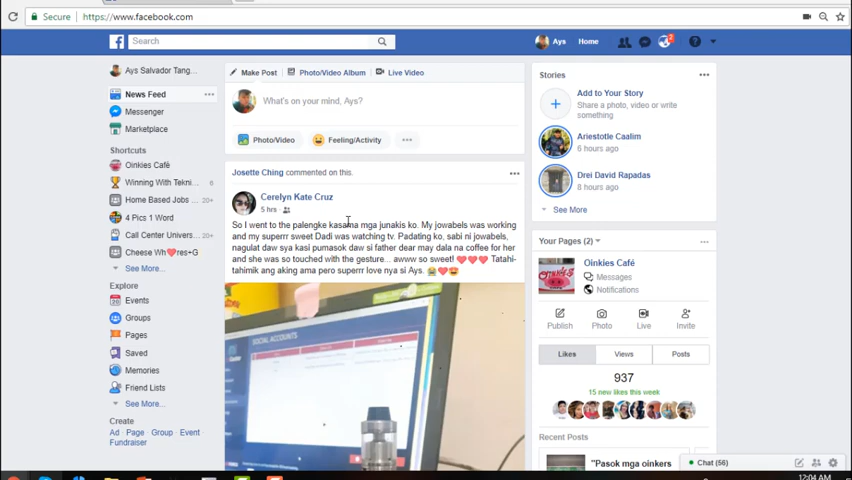 Secure https://www.facebook.com
Search
Ays Home
2
Ays Salvador Tang...
News Feed
Messenger
Marketplace
Shortcuts
Oinkies Café
Winning With Tekni... 6
Home Based Jobs ... 20+
4 Pics 1 Word
Call Center Univers... 20+
Cheese Wh❤res+G
See More...
Explore
Events
Groups
Pages
Saved
Memories
Friend Lists
See More...
Create
Ad · Page · Group · Event ·
Fundraiser
Make Post Photo/Video Album Live Video
What's on your mind, Ays?
Photo/Video Feeling/Activity
Josette Ching commented on this.
Cerelyn Kate Cruz
5 hrs ·
So I went to the palengke kasama mga junakis ko. My jowabels was working
and my superrr sweet Dadi was watching tv. Padating ko, sabi ni jowabels,
nagulat daw sya kasi pumasok daw si father dear may dala na coffee for her
and she was so touched with the gesture... awww so sweet! ❤❤❤ Tatahi-
tahimik ang aking ama pero superrr love nya si Ays. 😭❤😍
SOCIAL ACCOUNTS
Stories
Add to Your Story
Share a photo, video or write
something
Ariestotle Caalim
6 hours ago
Drei David Rapadas
8 hours ago
See More
Your Pages (2)
Oinkies Café
Messages
Notifications
Publish Photo Live Invite
Likes Views Posts
937
15 new likes this week
Recent Posts
"Pasok mga oinkers
Chat (56)
12:04 AM